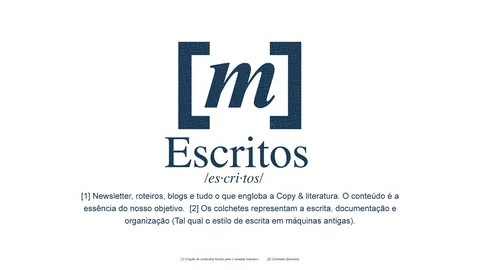 [m]
Escritos
/es·cri·tos/
[1] Newsletter, roteiros, blogs e tudo o que engloba a Copy & literatura. O conteúdo é a
essência do nosso objetivo. [2] Os colchetes representam a escrita, documentação e
organização (Tal qual o estilo de escrita em máquinas antigas).